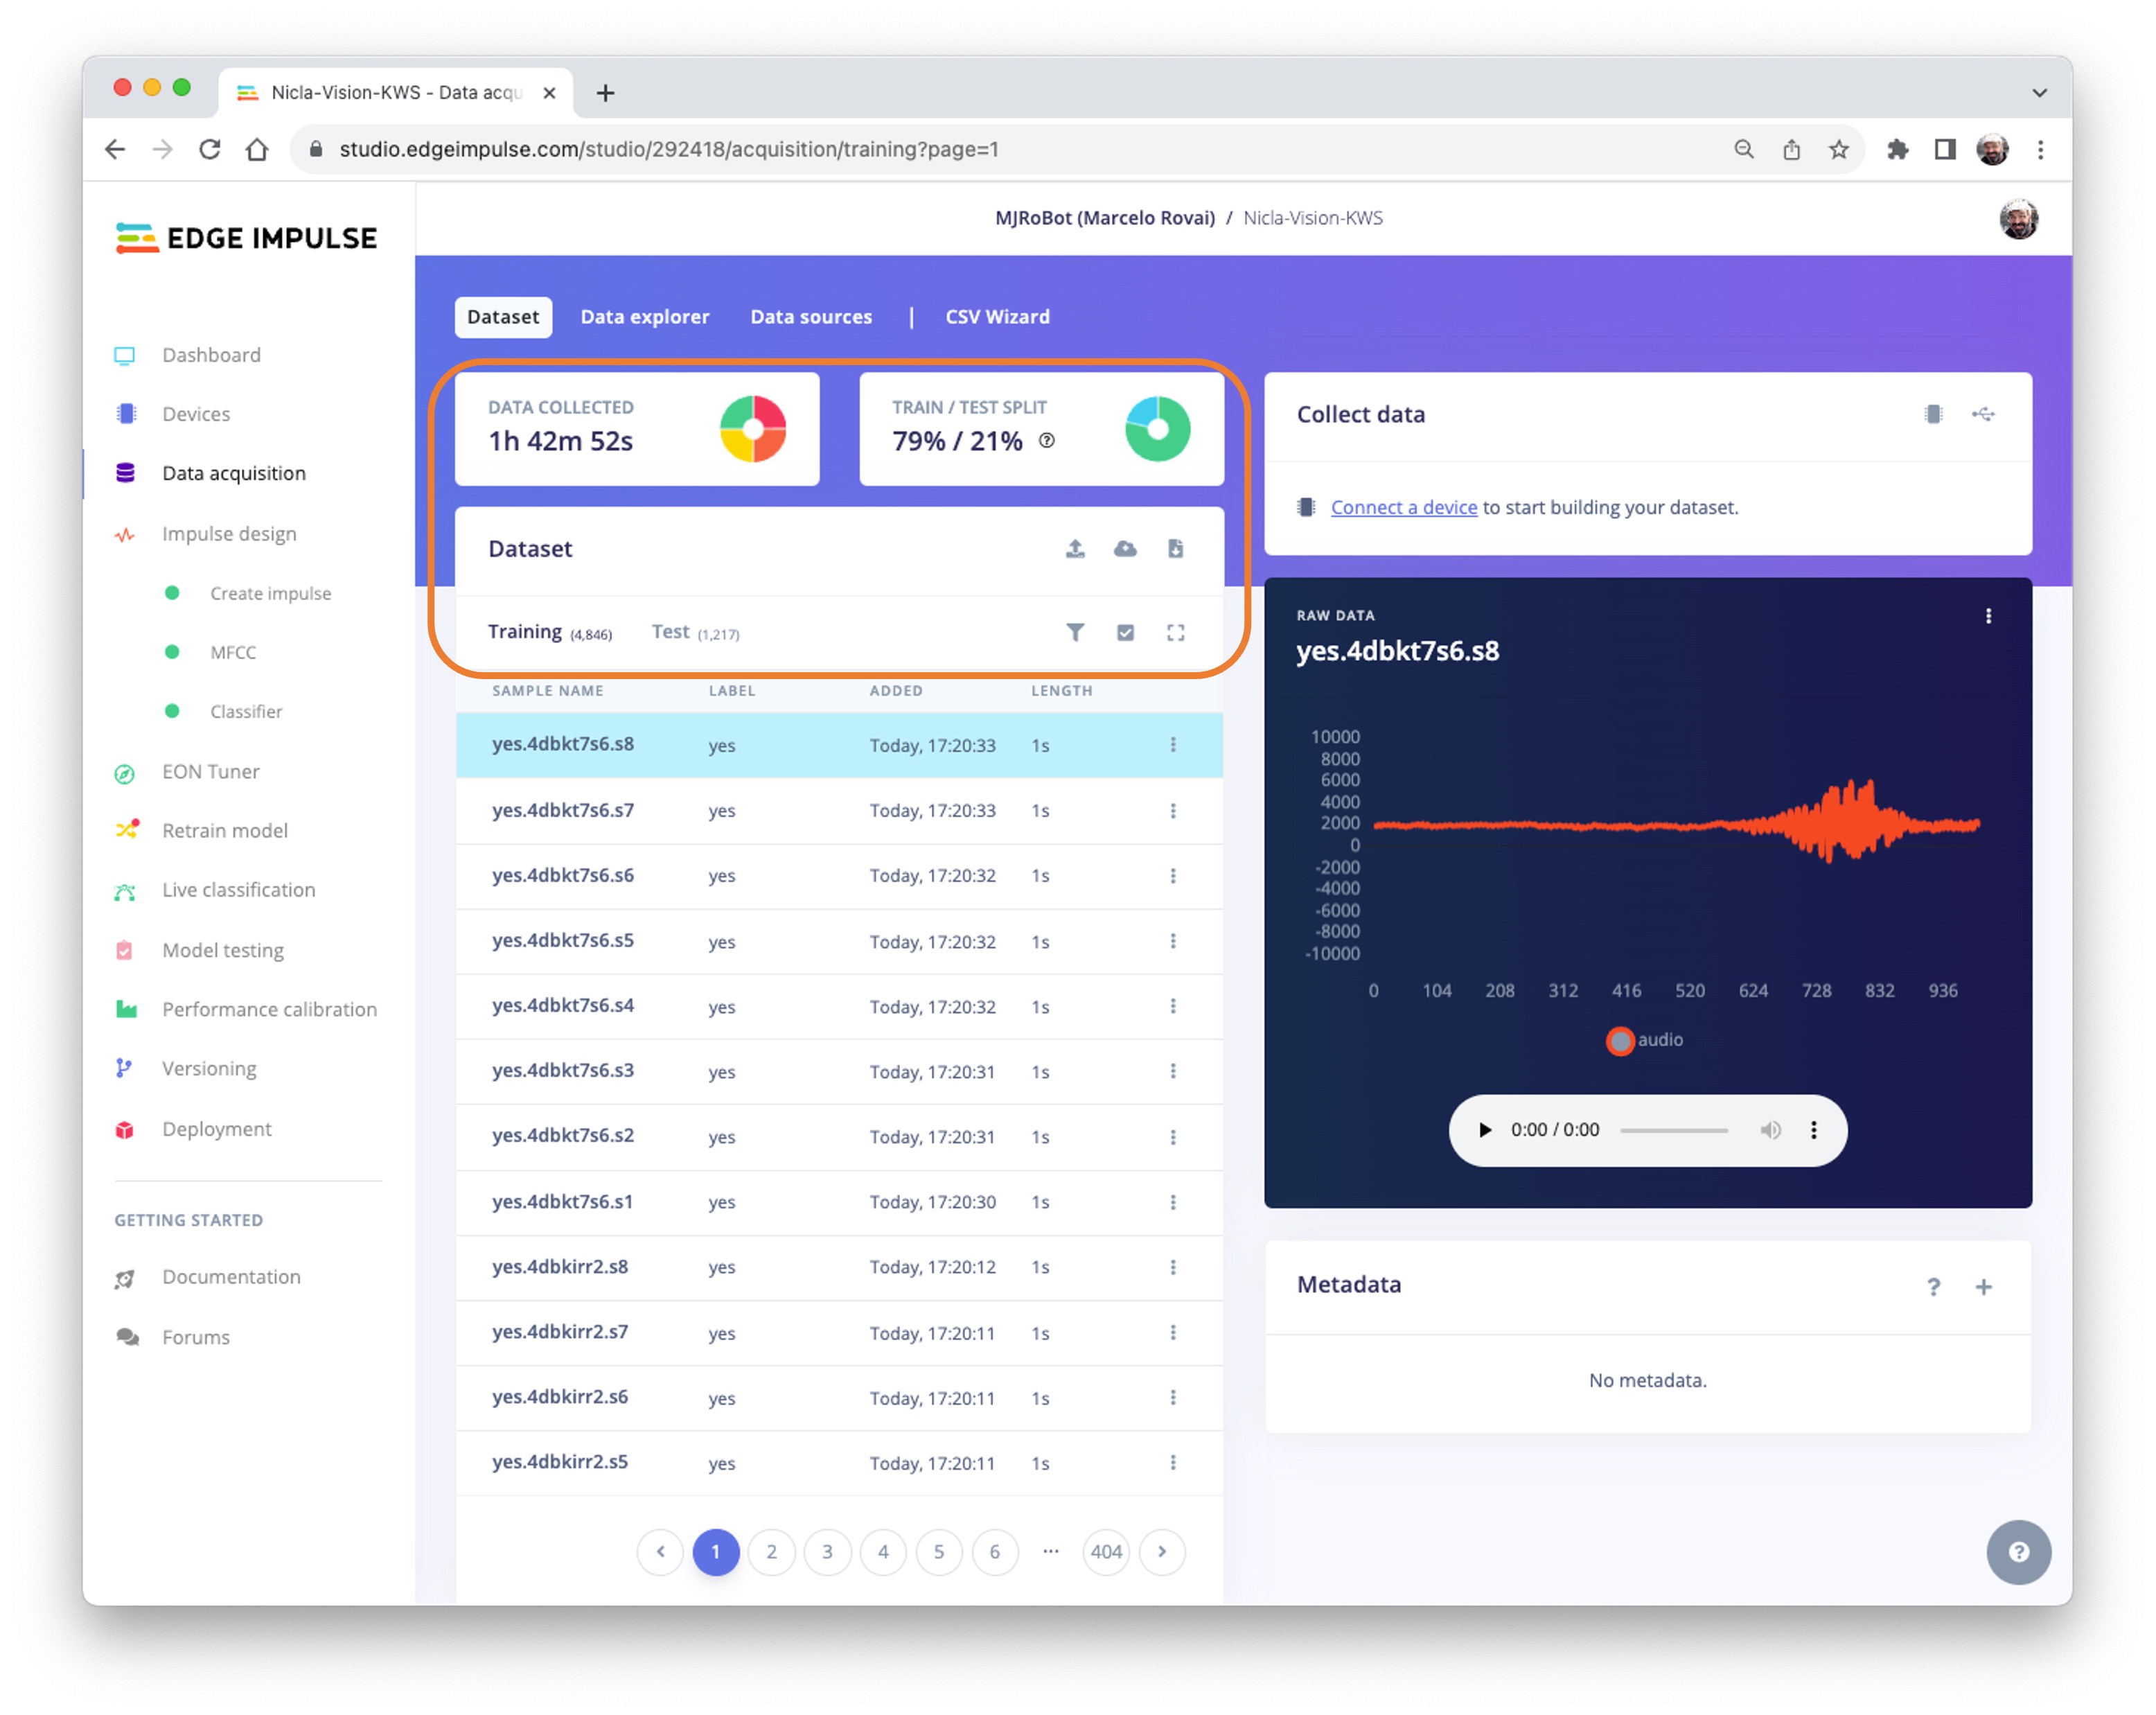 Nicla-Vision-KWS - Data acqu
studio.edgeimpulse.com/studio/292418/acquisition/training?page=1
EDGE IMPULSE
MJRoBot (Marcelo Rovai) / Nicla-Vision-KWS
Dashboard
Devices
Data acquisition
Impulse design
Create impulse
MFCC
Classifier
EON Tuner
Retrain model
Live classification
Model testing
Performance calibration
Versioning
Deployment
GETTING STARTED
Documentation
Forums
Dataset Data explorer Data sources | CSV Wizard
DATA COLLECTED
1h 42m 52s
TRAIN / TEST SPLIT
79% / 21% ?
Dataset
Training (4,846) Test (1,217)
SAMPLE NAME LABEL ADDED LENGTH
yes.4dbkt7s6.s8 yes Today, 17:20:33 1s
yes.4dbkt7s6.s7 yes Today, 17:20:33 1s
yes.4dbkt7s6.s6 yes Today, 17:20:32 1s
yes.4dbkt7s6.s5 yes Today, 17:20:32 1s
yes.4dbkt7s6.s4 yes Today, 17:20:32 1s
yes.4dbkt7s6.s3 yes Today, 17:20:31 1s
yes.4dbkt7s6.s2 yes Today, 17:20:31 1s
yes.4dbkt7s6.s1 yes Today, 17:20:30 1s
yes.4dbkirr2.s8 yes Today, 17:20:12 1s
yes.4dbkirr2.s7 yes Today, 17:20:11 1s
yes.4dbkirr2.s6 yes Today, 17:20:11 1s
yes.4dbkirr2.s5 yes Today, 17:20:11 1s
1 2 3 4 5 6 ... 404
Collect data
Connect a device to start building your dataset.
RAW DATA
yes.4dbkt7s6.s8
10000
8000
6000
4000
2000
0
-2000
-4000
-6000
-8000
-10000
0 104 208 312 416 520 624 728 832 936
audio
0:00 / 0:00
Metadata ? +
No metadata.
?